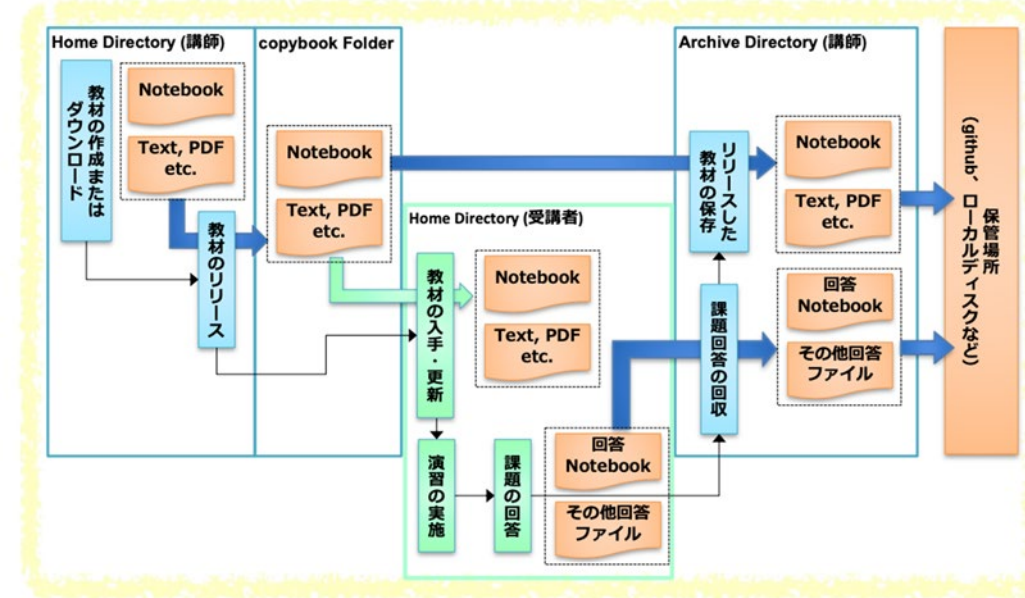 Home Directory (講師)
copybook Folder
Archive Directory (講師)
教材の作成または
ダウンロード
Notebook
Text, PDF
etc.
教材のリリース
Notebook
Text, PDF
etc.
Home Directory (受講者)
教材の入手・更新
Notebook
Text, PDF
etc.
演習の実施
課題の回答
回答
Notebook
その他回答
ファイル
リリースした
教材の保存
課題回答の回収
Notebook
Text, PDF
etc.
回答
Notebook
その他回答
ファイル
保管場所
（github、ローカルディスクなど）